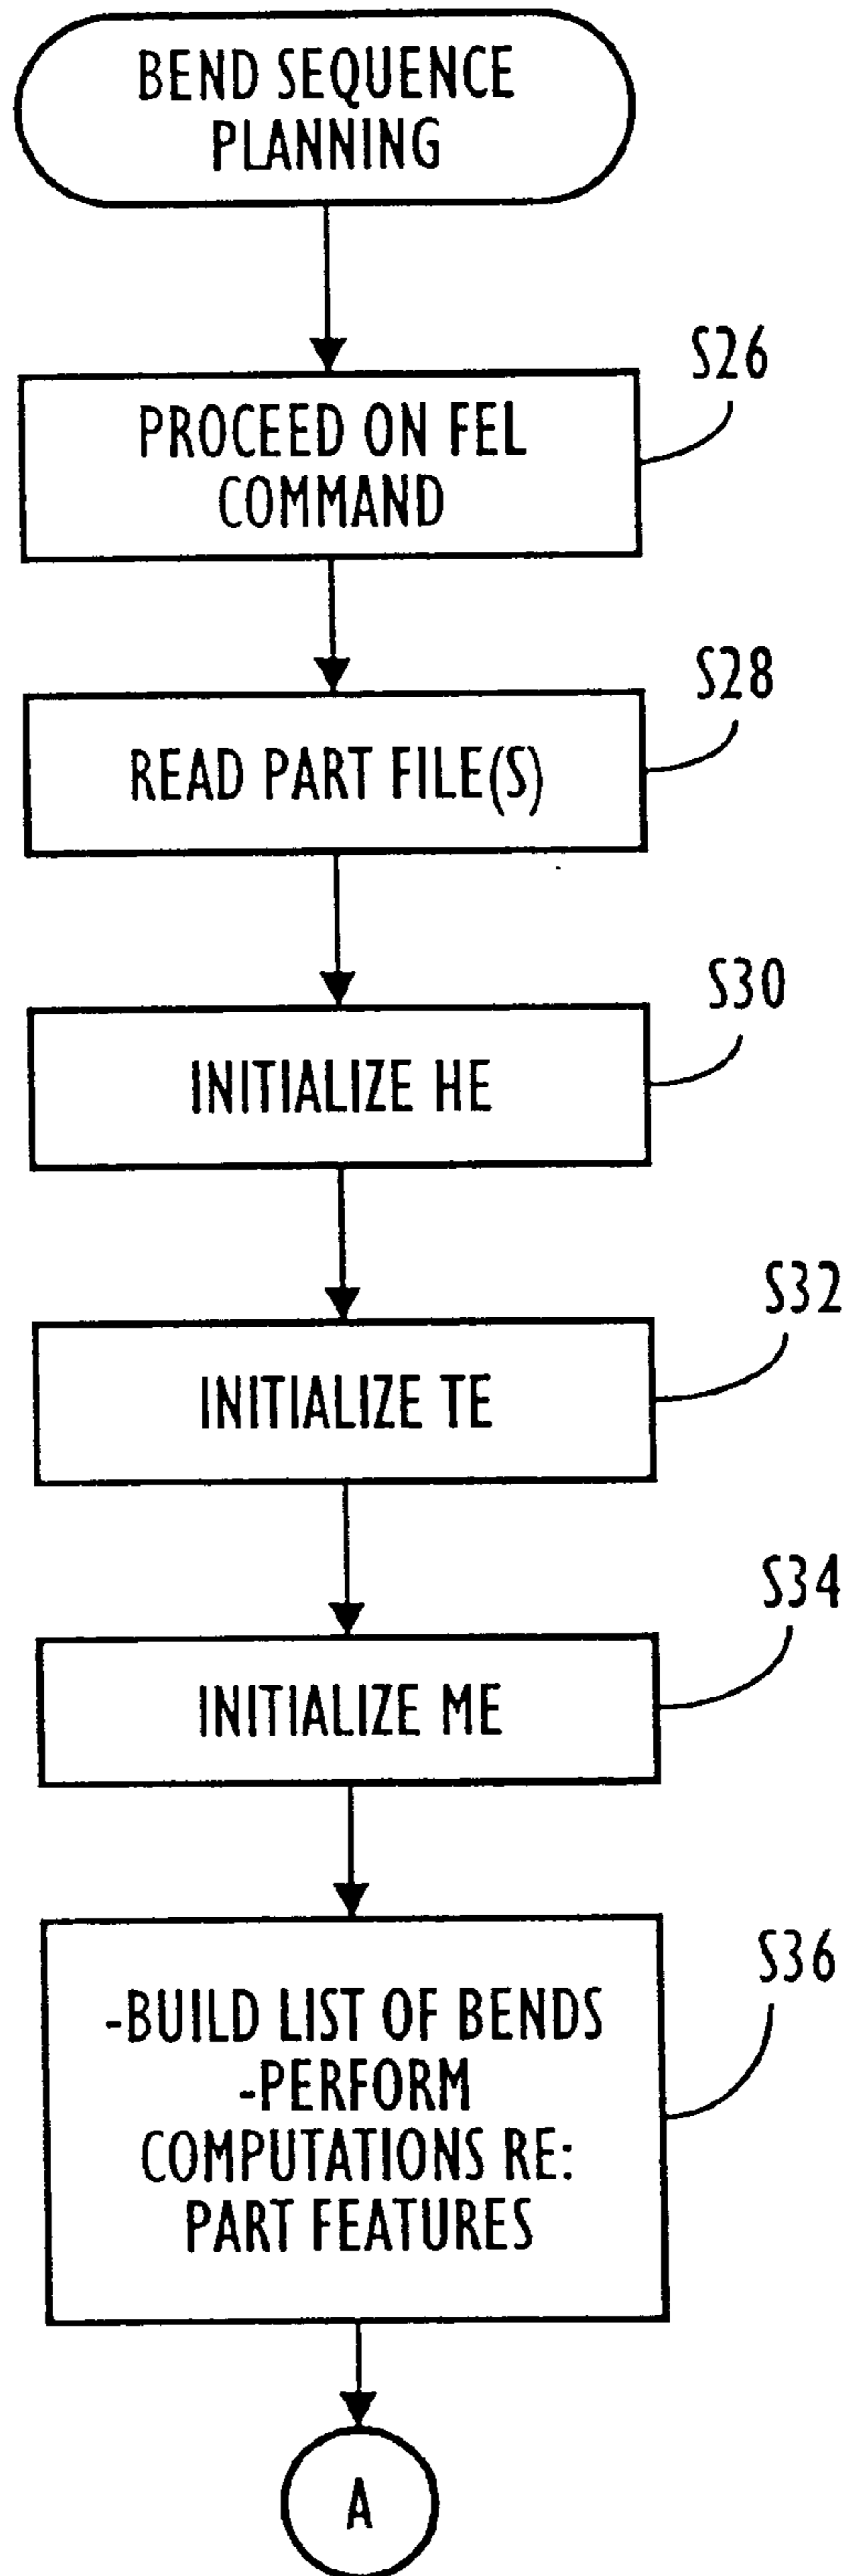 BEND SEQUENCE
PLANNING
S26
PROCEED ON FEL
COMMAND
S28
READ PART FILE(S)
S30
INITIALIZE HE
S32
INITIALIZE TE
S34
INITIALIZE ME
S36
-BUILD LIST OF BENDS
-PERFORM
COMPUTATIONS RE:
PART FEATURES
A